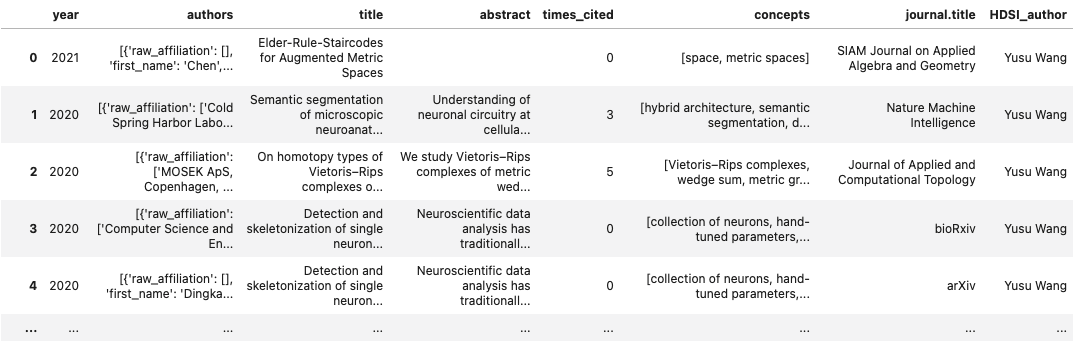 year authors title abstract times_cited concepts journal.title HDSI_author
0 2021 [{'raw_affiliation': [], 'first_name': 'Chen',... Elder-Rule-Staircodes for Augmented Metric Spaces 0 [space, metric spaces] SIAM Journal on Applied Algebra and Geometry Yusu Wang
1 2020 [{'raw_affiliation': ['Cold Spring Harbor Labo... Semantic segmentation of microscopic neuroanat... Understanding of neuronal circuitry at cellula... 3 [hybrid architecture, semantic segmentation, d... Nature Machine Intelligence Yusu Wang
2 2020 [{'raw_affiliation': ['MOSEK ApS, Copenhagen, ... On homotopy types of Vietoris–Rips complexes o... We study Vietoris–Rips complexes of metric wed... 5 [Vietoris–Rips complexes, wedge sum, metric gr... Journal of Applied and Computational Topology Yusu Wang
3 2020 [{'raw_affiliation': ['Computer Science and En... Detection and skeletonization of single neuron... Neuroscientific data analysis has traditionall... 0 [collection of neurons, hand-tuned parameters,... bioRxiv Yusu Wang
4 2020 [{'raw_affiliation': [], 'first_name': 'Dingka... Detection and skeletonization of single neuron... Neuroscientific data analysis has traditionall... 0 [collection of neurons, hand-tuned parameters,... arXiv Yusu Wang
... ... ... ... ... ... ... ... ...